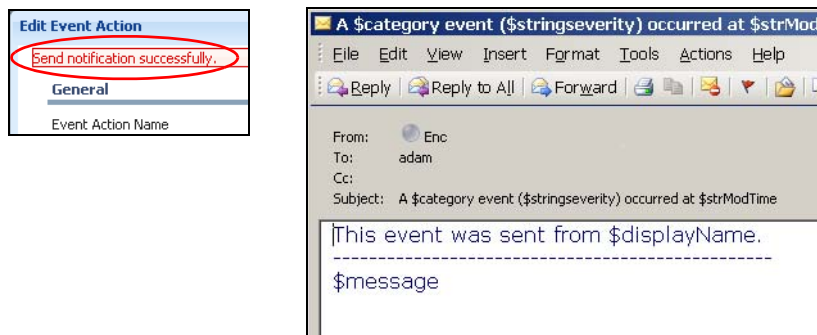 Edit Event Action
Send notification successfully.
General
Event Action Name
A $category event ($stringseverity) occurred at $strMod
File Edit View Insert Format Tools Actions Help
Reply Reply to All Forward
From: Enc
To: adam
Cc:
Subject: A $category event ($stringseverity) occurred at $strModTime
This event was sent from $displayName.
------------------------------------------------
$message